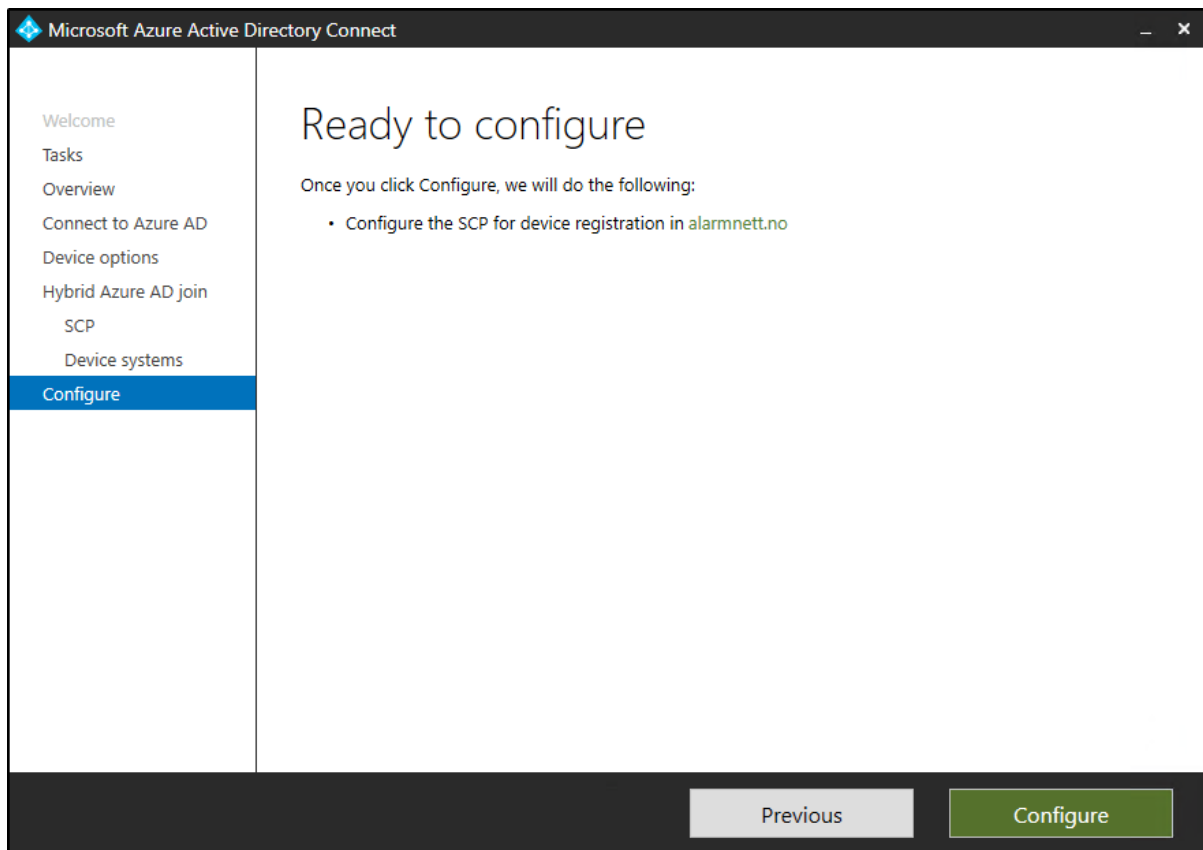 Microsoft Azure Active Directory Connect
Welcome
Tasks
Overview
Connect to Azure AD
Device options
Hybrid Azure AD join
SCP
Device systems
Configure
Ready to configure
Once you click Configure, we will do the following:
• Configure the SCP for device registration in alarmnett.no
Previous
Configure